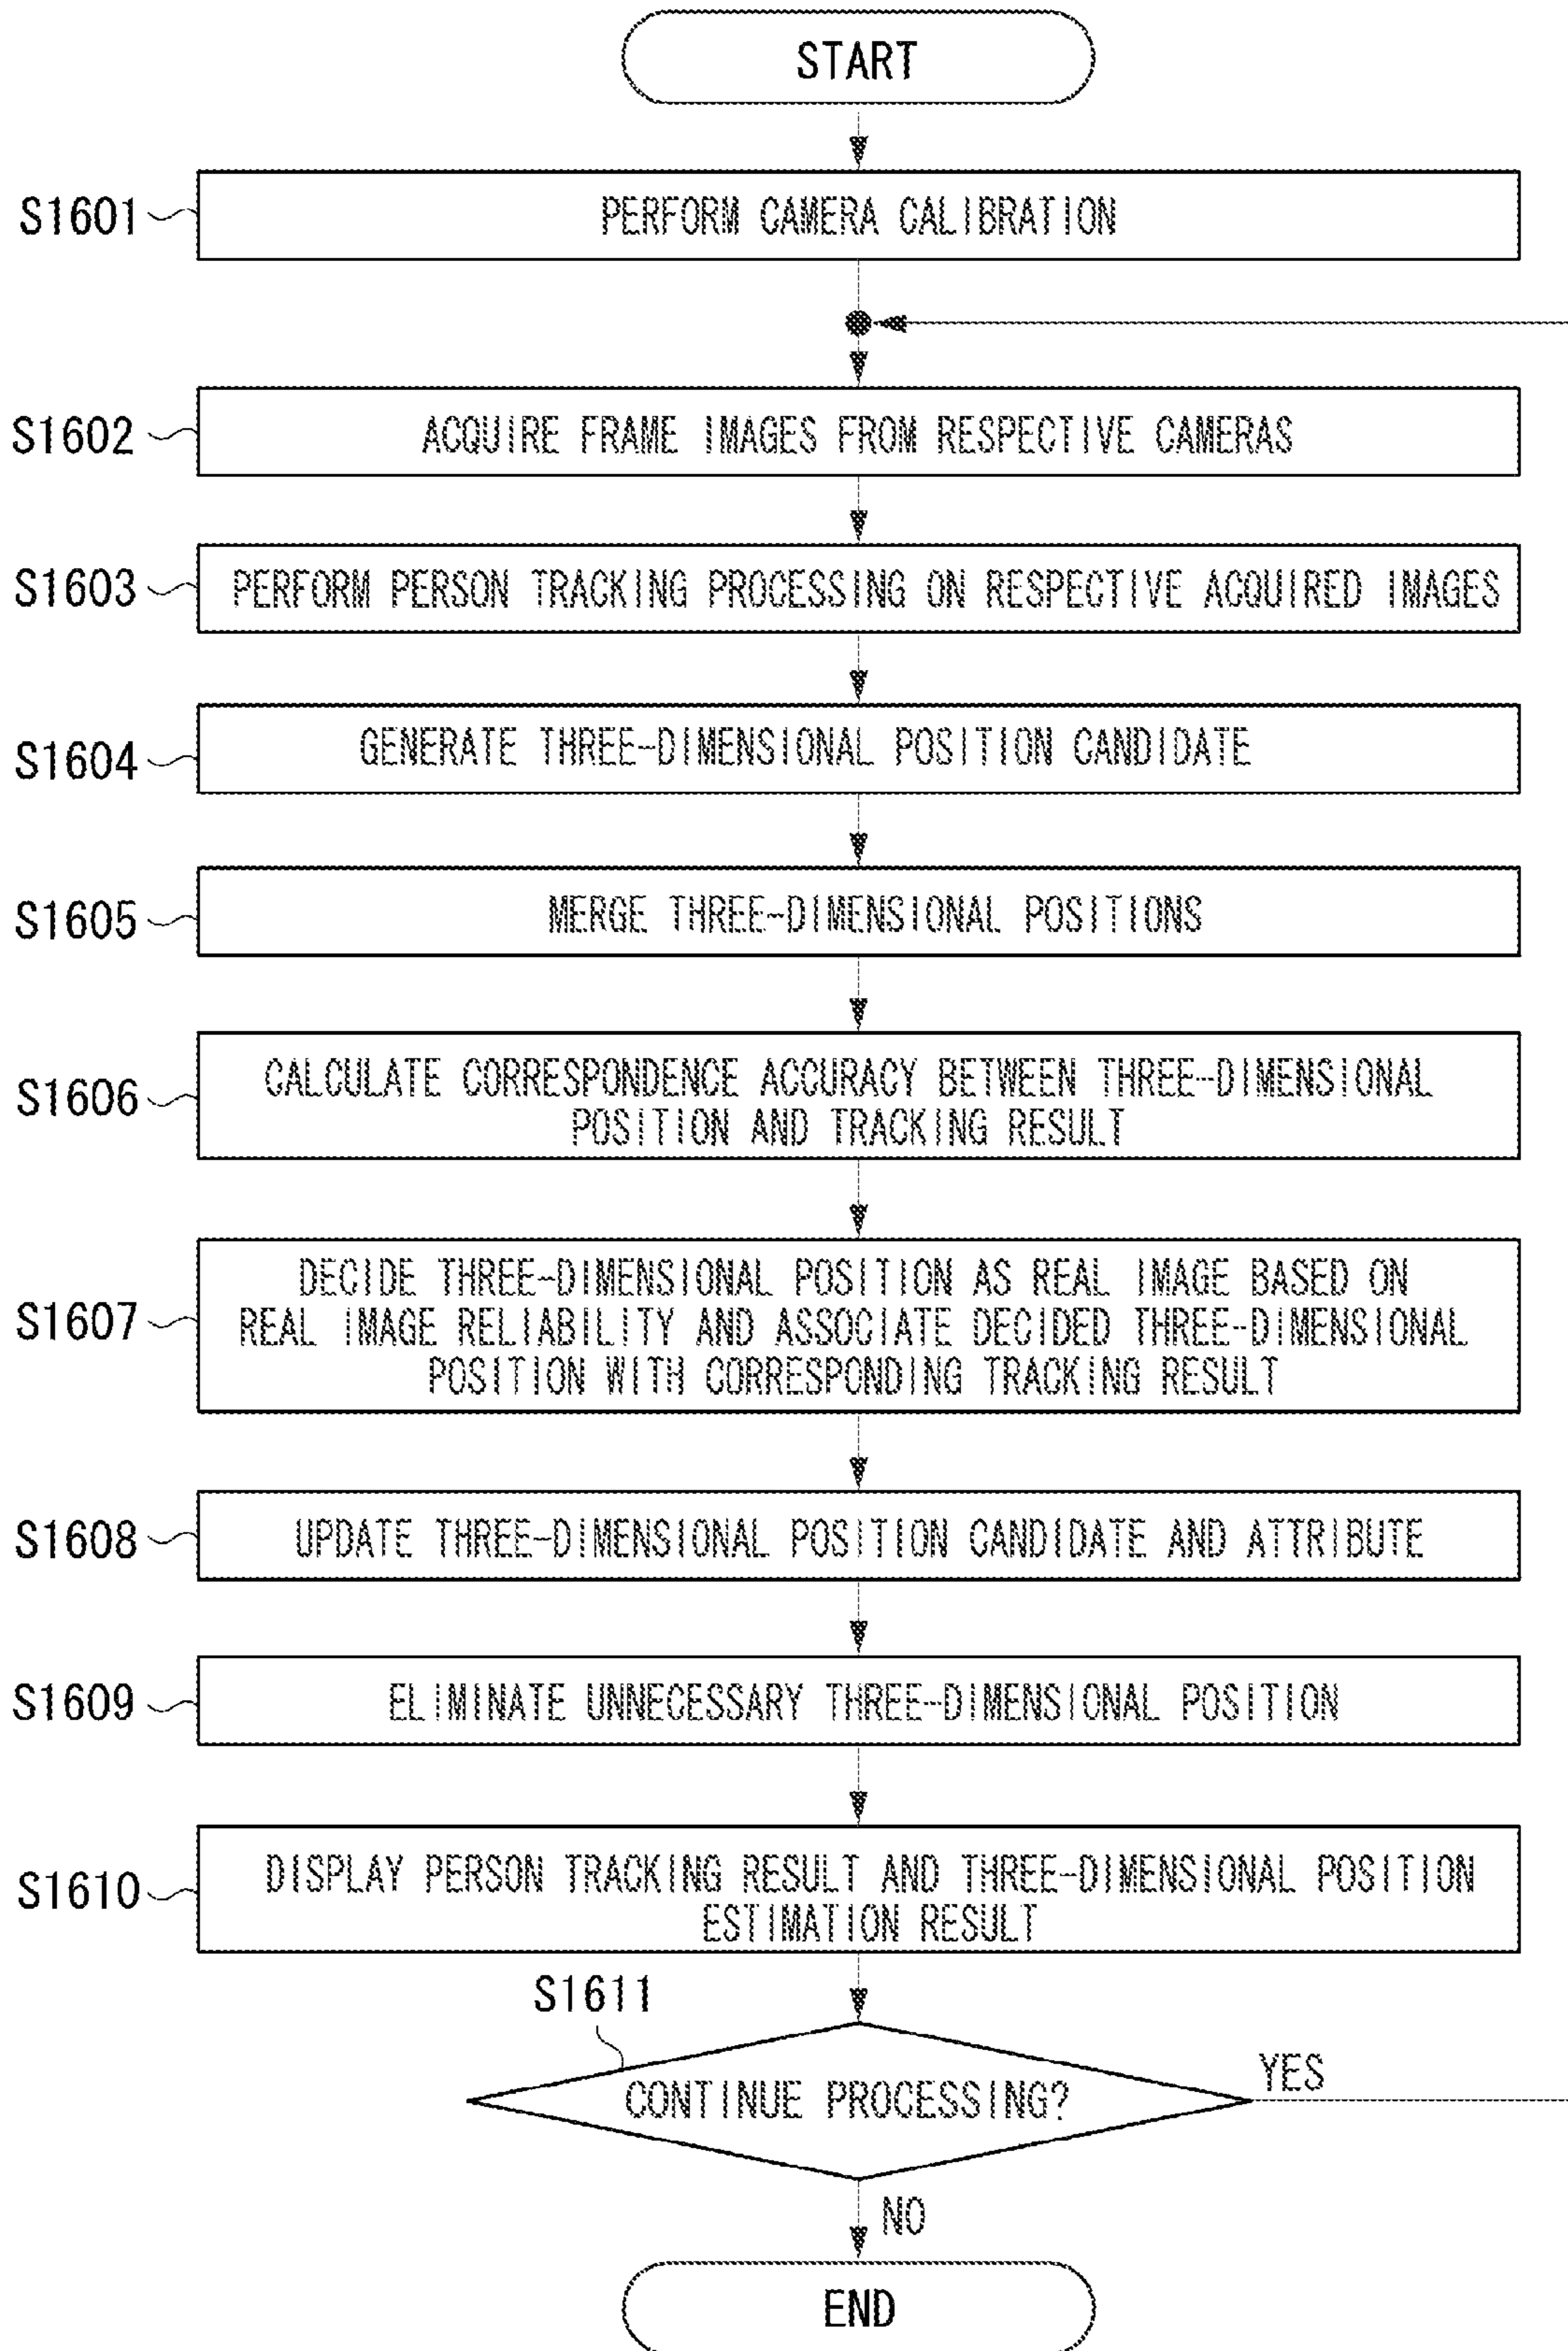 START
S1601
PERFORM CAMERA CALIBRATION
S1602
ACQUIRE FRAME IMAGES FROM RESPECTIVE CAMERAS
S1603
PERFORM PERSON TRACKING PROCESSING ON RESPECTIVE ACQUIRED IMAGES
S1604
GENERATE THREE-DIMENSIONAL POSITION CANDIDATE
S1605
MERGE THREE-DIMENSIONAL POSITIONS
S1606
CALCULATE CORRESPONDENCE ACCURACY BETWEEN THREE-DIMENSIONAL
POSITION AND TRACKING RESULT
S1607
DECIDE THREE-DIMENSIONAL POSITION AS REAL IMAGE BASED ON
REAL IMAGE RELIABILITY AND ASSOCIATE DECIDED THREE-DIMENSIONAL
POSITION WITH CORRESPONDING TRACKING RESULT
S1608
UPDATE THREE-DIMENSIONAL POSITION CANDIDATE AND ATTRIBUTE
S1609
ELIMINATE UNNECESSARY THREE-DIMENSIONAL POSITION
S1610
DISPLAY PERSON TRACKING RESULT AND THREE-DIMENSIONAL POSITION
ESTIMATION RESULT
S1611
CONTINUE PROCESSING?
YES
NO
END